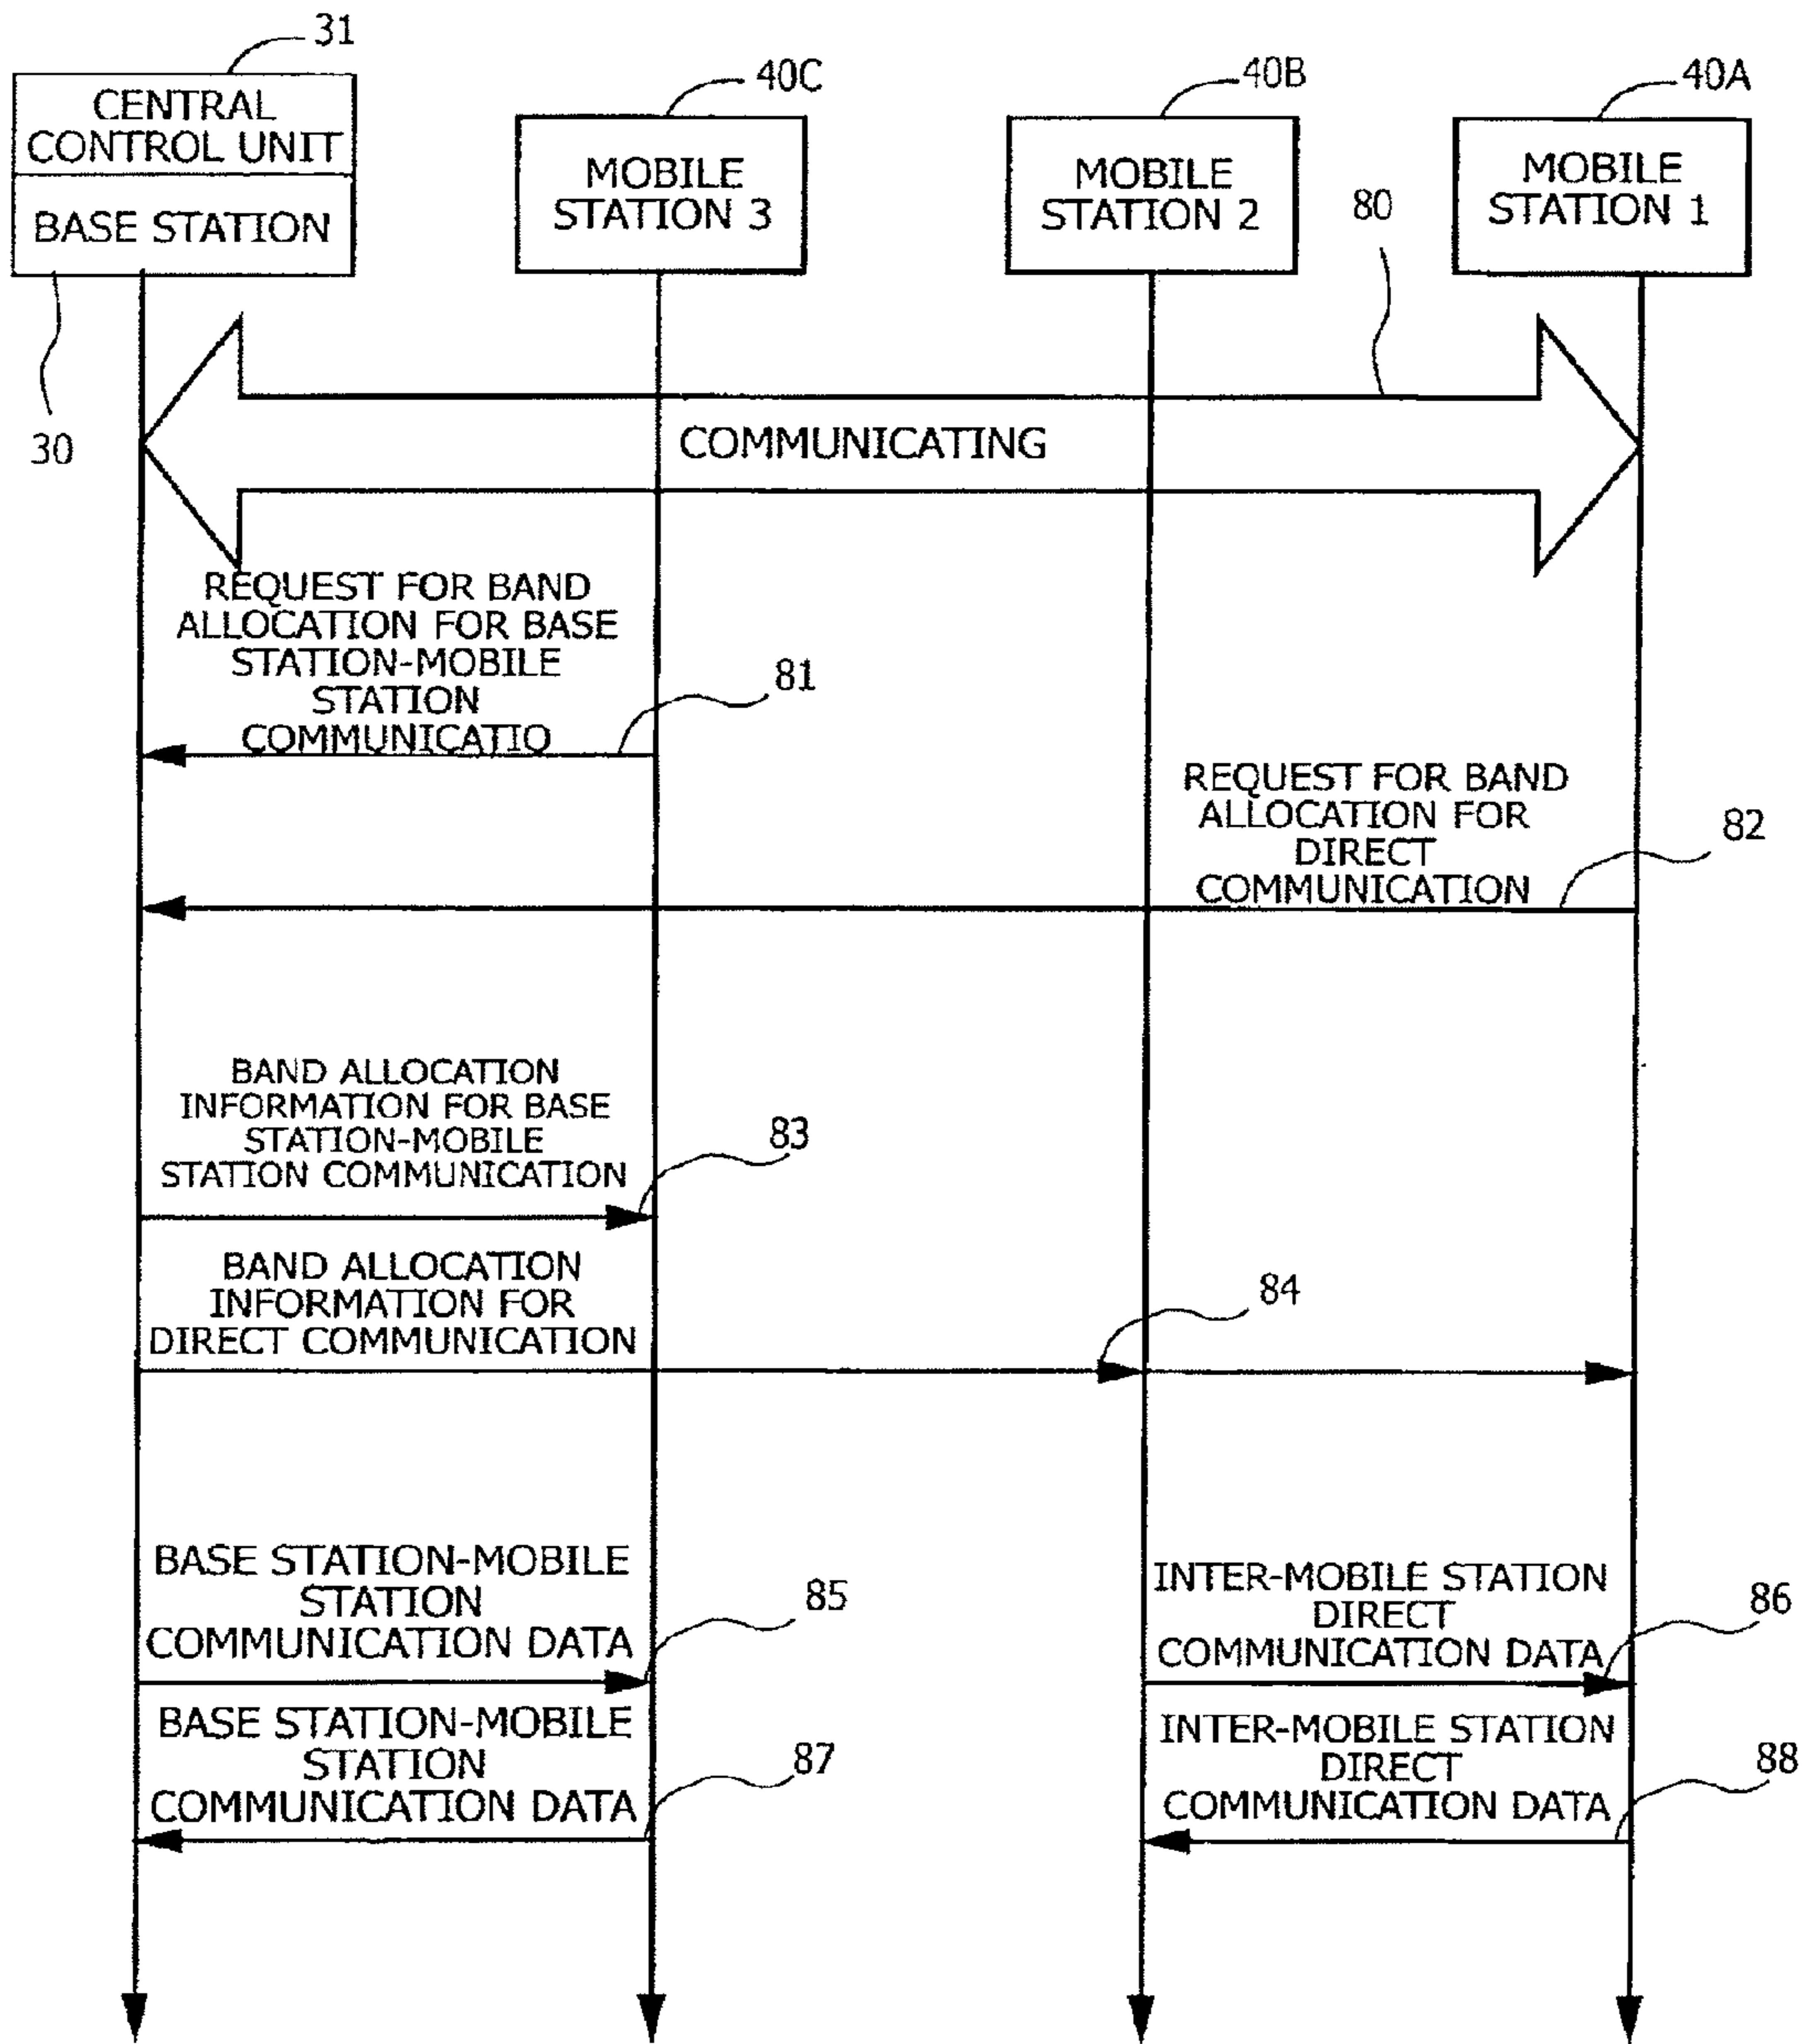 31
CENTRAL
CONTROL UNIT
BASE STATION
30
40C
MOBILE
STATION 3
40B
MOBILE
STATION 2
40A
MOBILE
STATION 1
80
COMMUNICATING
REQUEST FOR BAND
ALLOCATION FOR BASE
STATION-MOBILE
STATION
COMMUNICATIO
81
REQUEST FOR BAND
ALLOCATION FOR
DIRECT
COMMUNICATION
82
BAND ALLOCATION
INFORMATION FOR BASE
STATION-MOBILE
STATION COMMUNICATION
83
BAND ALLOCATION
INFORMATION FOR
DIRECT COMMUNICATION
84
BASE STATION-MOBILE
STATION
COMMUNICATION DATA
85
INTER-MOBILE STATION
DIRECT
COMMUNICATION DATA
86
BASE STATION-MOBILE
STATION
COMMUNICATION DATA
87
INTER-MOBILE STATION
DIRECT
COMMUNICATION DATA
88